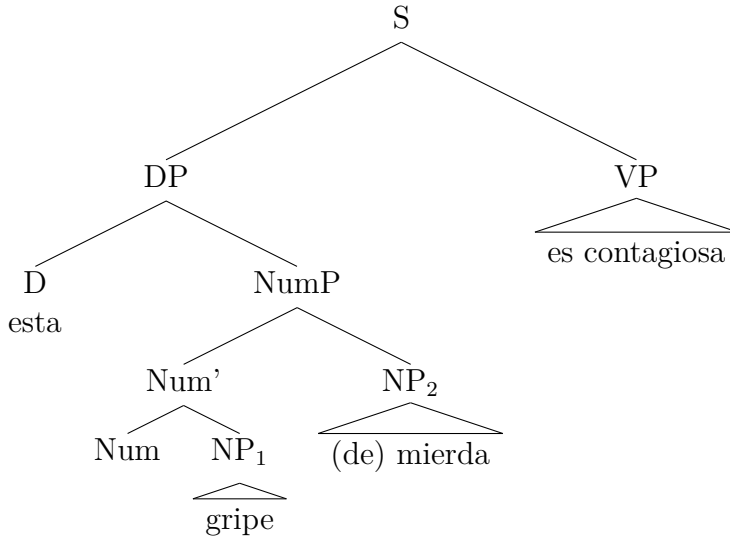 S
DP VP
es contagiosa
D NumP
esta
Num' NP₂
Num NP₁ (de) mierda
gripe